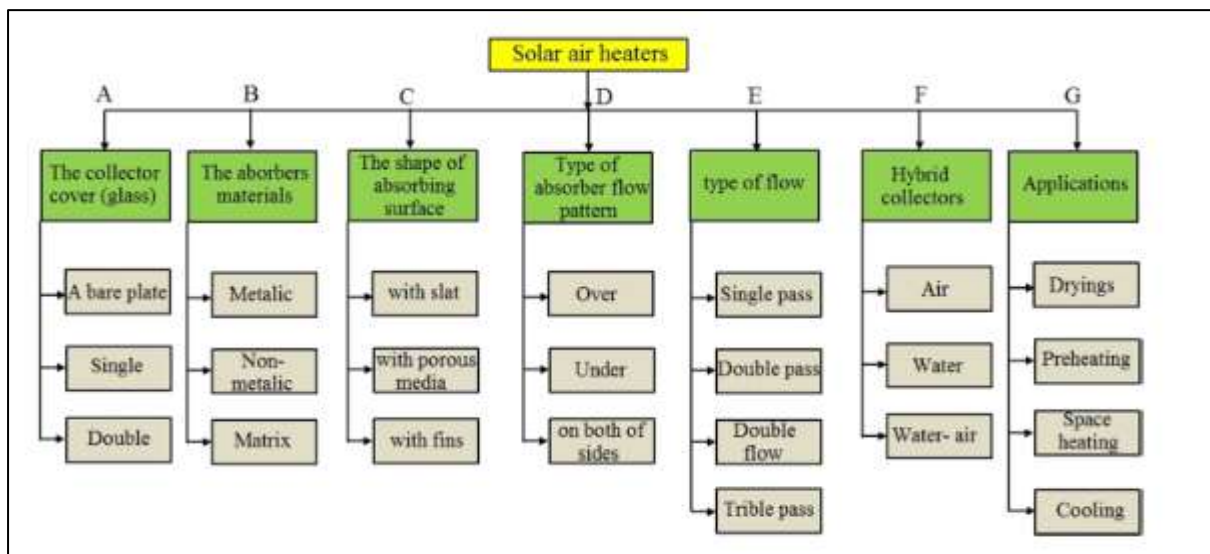 Solar air heaters
A
B
C
D
E
F
G
The collector
cover (glass)
The aborbers
materials
The shape of
absorbing
surface
Type of
absorber flow
pattern
type of flow
Hybrid
collectors
Applications
A bare plate
Single
Double
Metalic
Non-
metalic
Matrix
with slat
with porous
media
with fins
Over
Under
on both of
sides
Single pass
Double pass
Double
flow
Trible pass
Air
Water
Water- air
Dryings
Preheating
Space
heating
Cooling